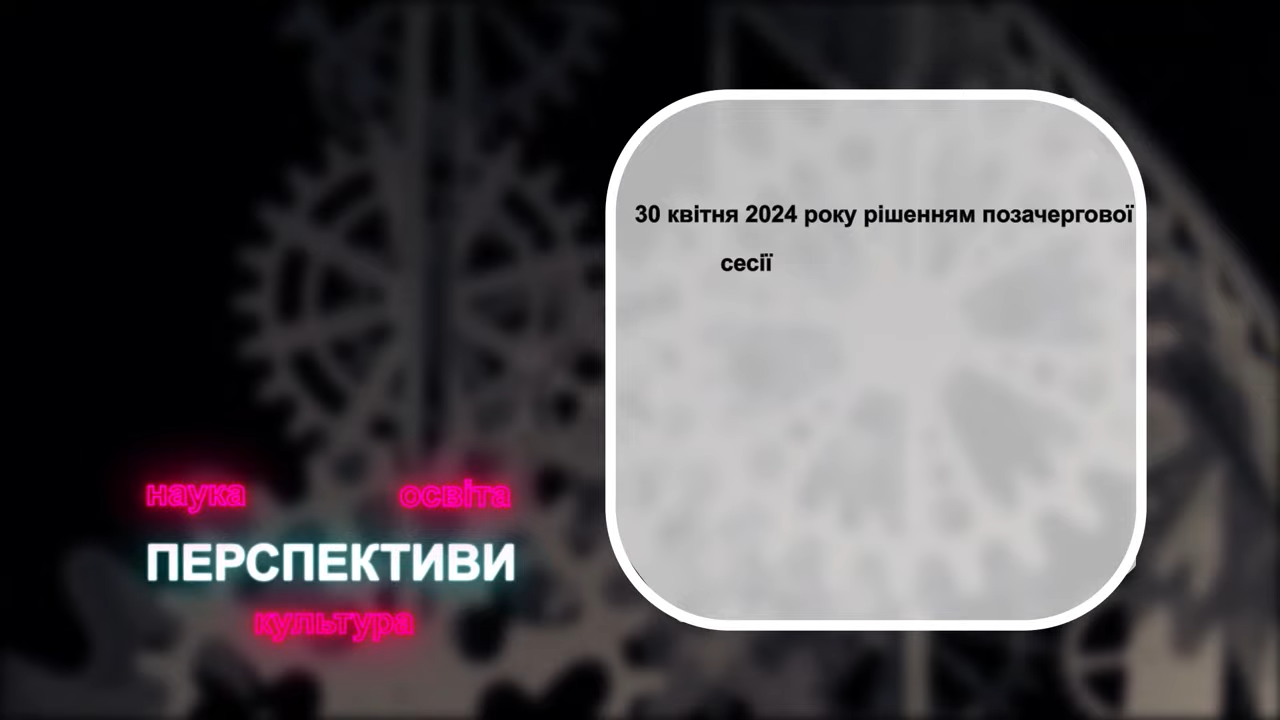 30 квітня 2024 року рішенням позачергової
сесії
наука освіта
ПЕРСПЕКТИВИ
культура